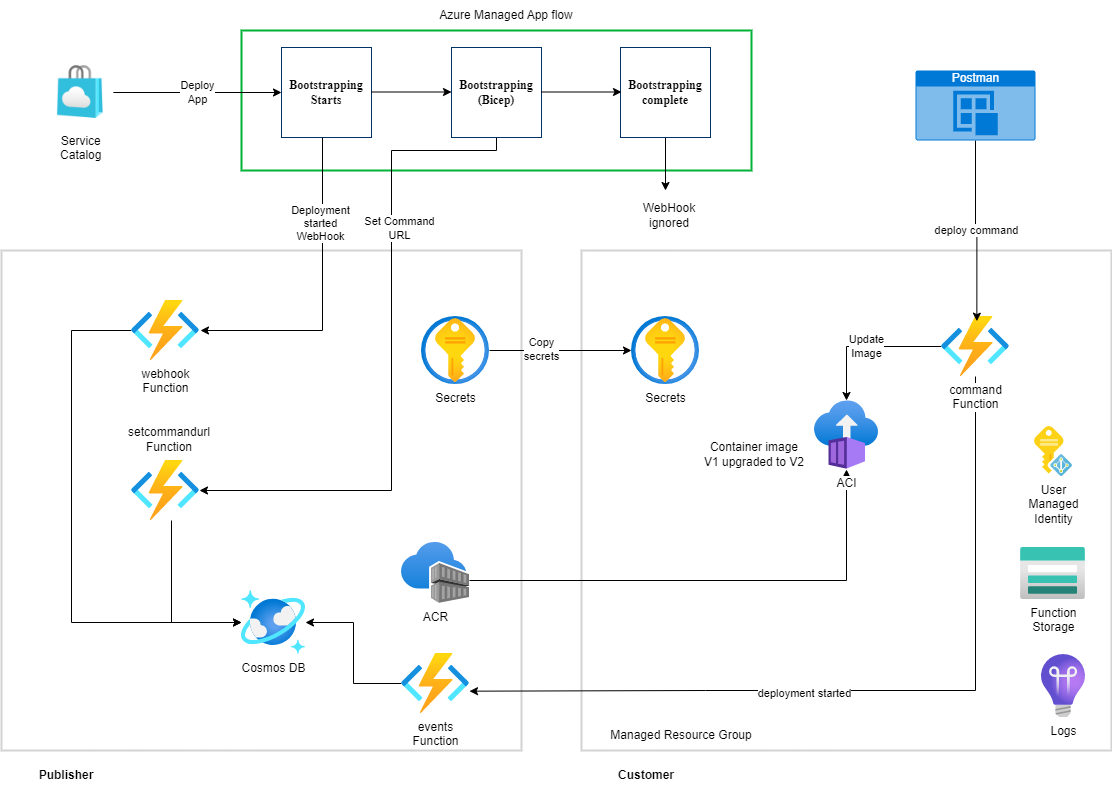 Azure Managed App flow
Service
Catalog
Deploy
App
Bootstrapping
Starts
Bootstrapping
(Bicep)
Bootstrapping
complete
Postman
Deployment
started
WebHook
Set Command
URL
WebHook
ignored
deploy command
webhook
Function
setcommandurl
Function
Secrets
Copy
secrets
Secrets
Update
Image
command
Function
Container image
V1 upgraded to V2
ACI
User
Managed
Identity
ACR
Function
Storage
Cosmos DB
events
Function
deployment started
Logs
Managed Resource Group
Publisher
Customer